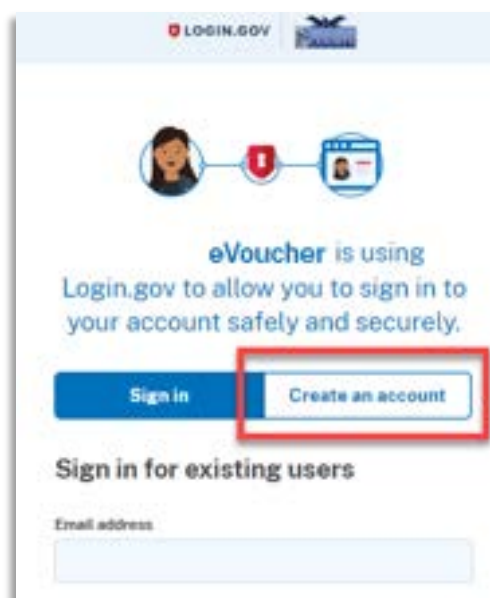 LOGIN.GOV
eVoucher is using
Login.gov to allow you to sign in to
your account safely and securely.
Sign in
Create an account
Sign in for existing users
Email address